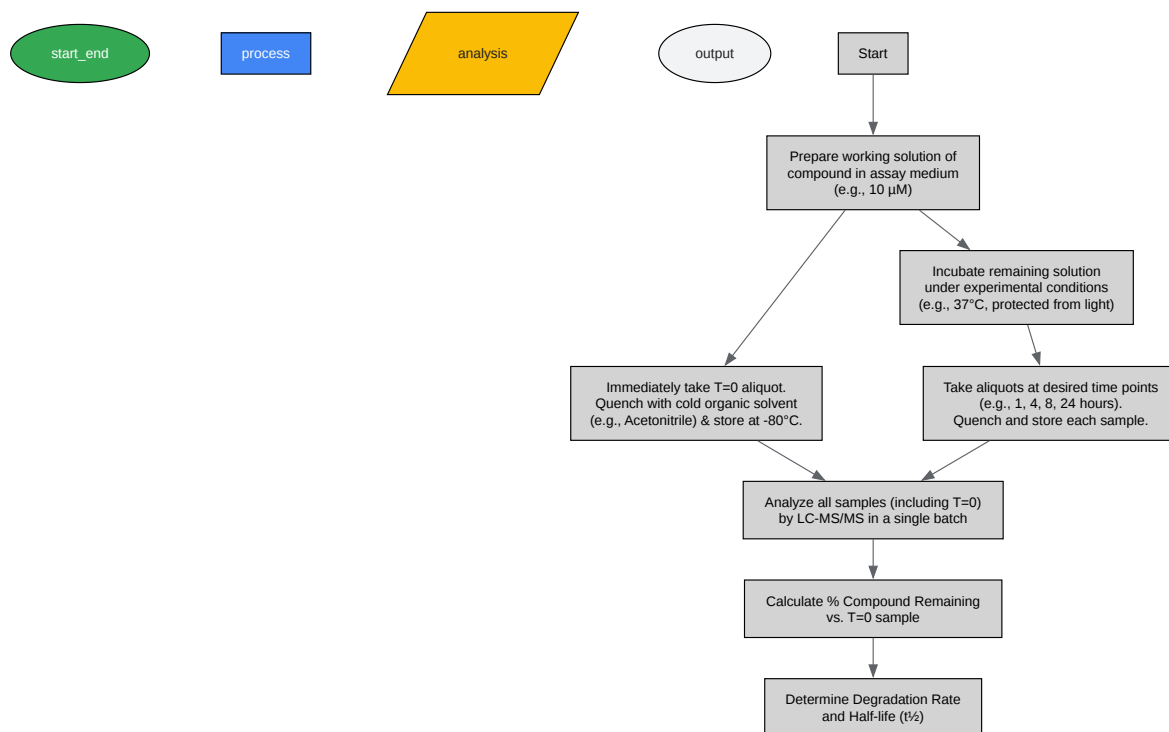 start_end
process
analysis
output
Start
Prepare working solution of
compound in assay medium
(e.g., 10 µM)
Incubate remaining solution
under experimental conditions
(e.g., 37°C, protected from light)
Immediately take T=0 aliquot.
Quench with cold organic solvent
(e.g., Acetonitrile) & store at -80°C.
Take aliquots at desired time points
(e.g., 1, 4, 8, 24 hours).
Quench and store each sample.
Analyze all samples (including T=0)
by LC-MS/MS in a single batch
Calculate % Compound Remaining
vs. T=0 sample
Determine Degradation Rate
and Half-life (t½)